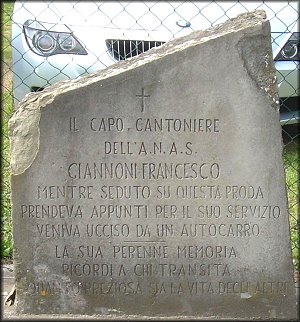 IL CAPO CANTONIERE
DELL'A.N.A.S.
GIANNONI FRANCESCO
MENTRE SEDUTO SU QUESTA PRODA
PRENDEVA APPUNTI PER IL SUO SERVIZIO
VENIVA UCCISO DA UN AUTOCARRO
LA SUA PERENNE MEMORIA
RICORDI A CHI TRANSITA
QUANTO PREZIOSA SIA LA VITA DEGLI ALTRI